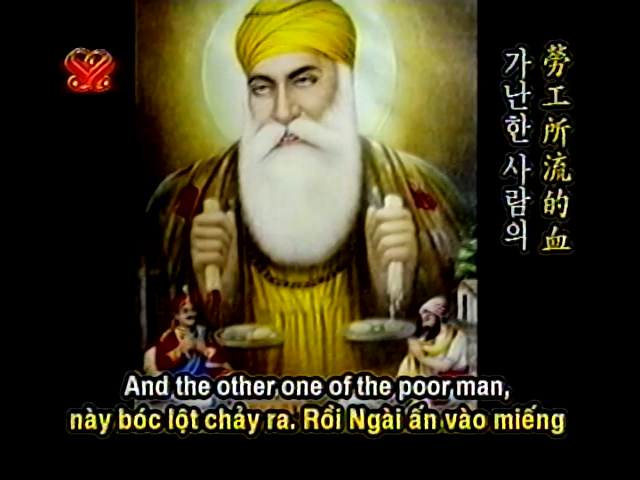 勞工所流的血
가난한 사람의
And the other one of the poor man,
này bóc lột chảy ra. Rồi Ngài ấn vào miếng